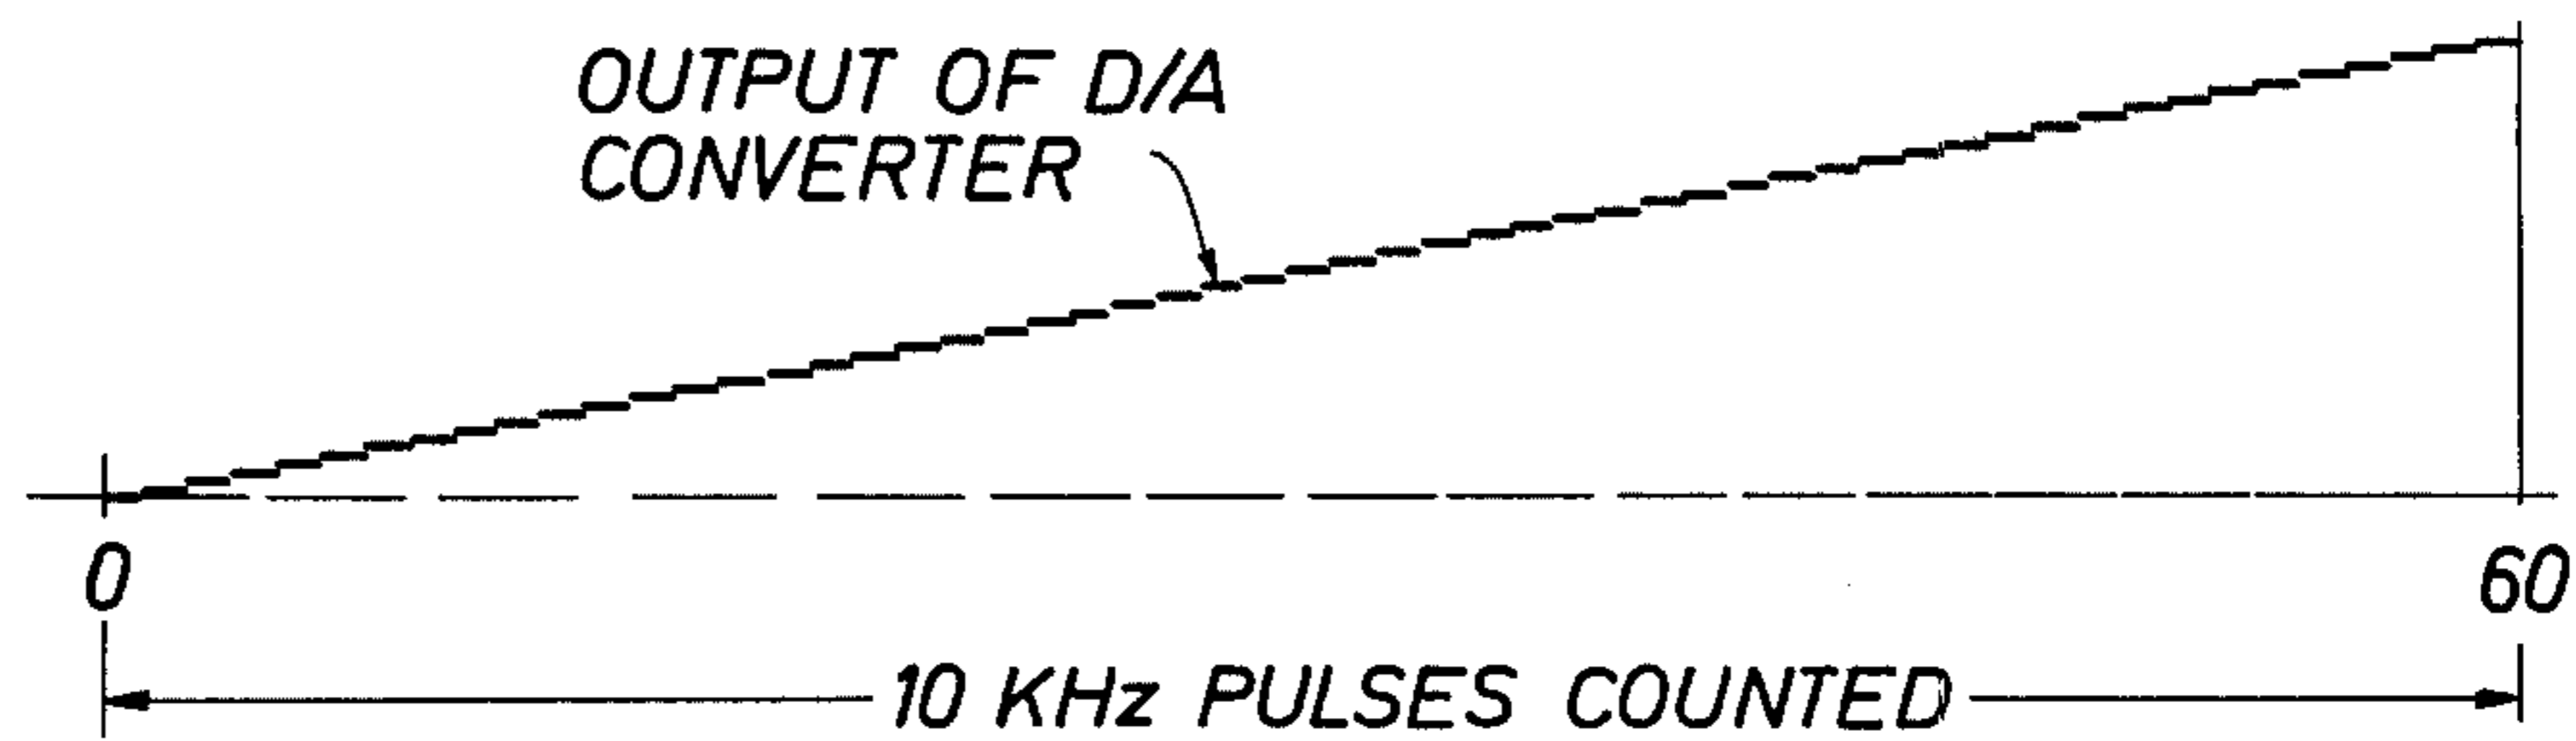 OUTPUT OF D/A
CONVERTER
0
60
10 KHz PULSES COUNTED